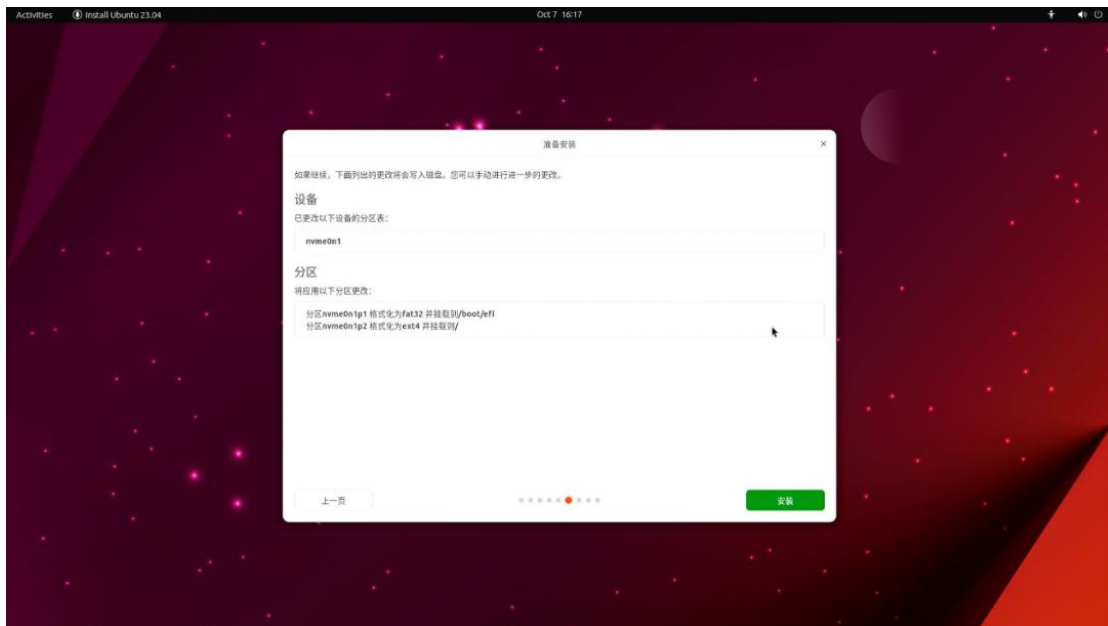 Activities Install Ubuntu 23.04 Oct 7 16:17
准备安装
如果继续，下面列出的更改将会写入磁盘。您可以手动进行进一步的更改。
设备
已更改以下设备的分区表：
nvme0n1
分区
将应用以下分区更改：
分区nvme0n1p1 格式化为fat32 并挂载到/boot/efi
分区nvme0n1p2 格式化为ext4 并挂载到/
上一页 安装